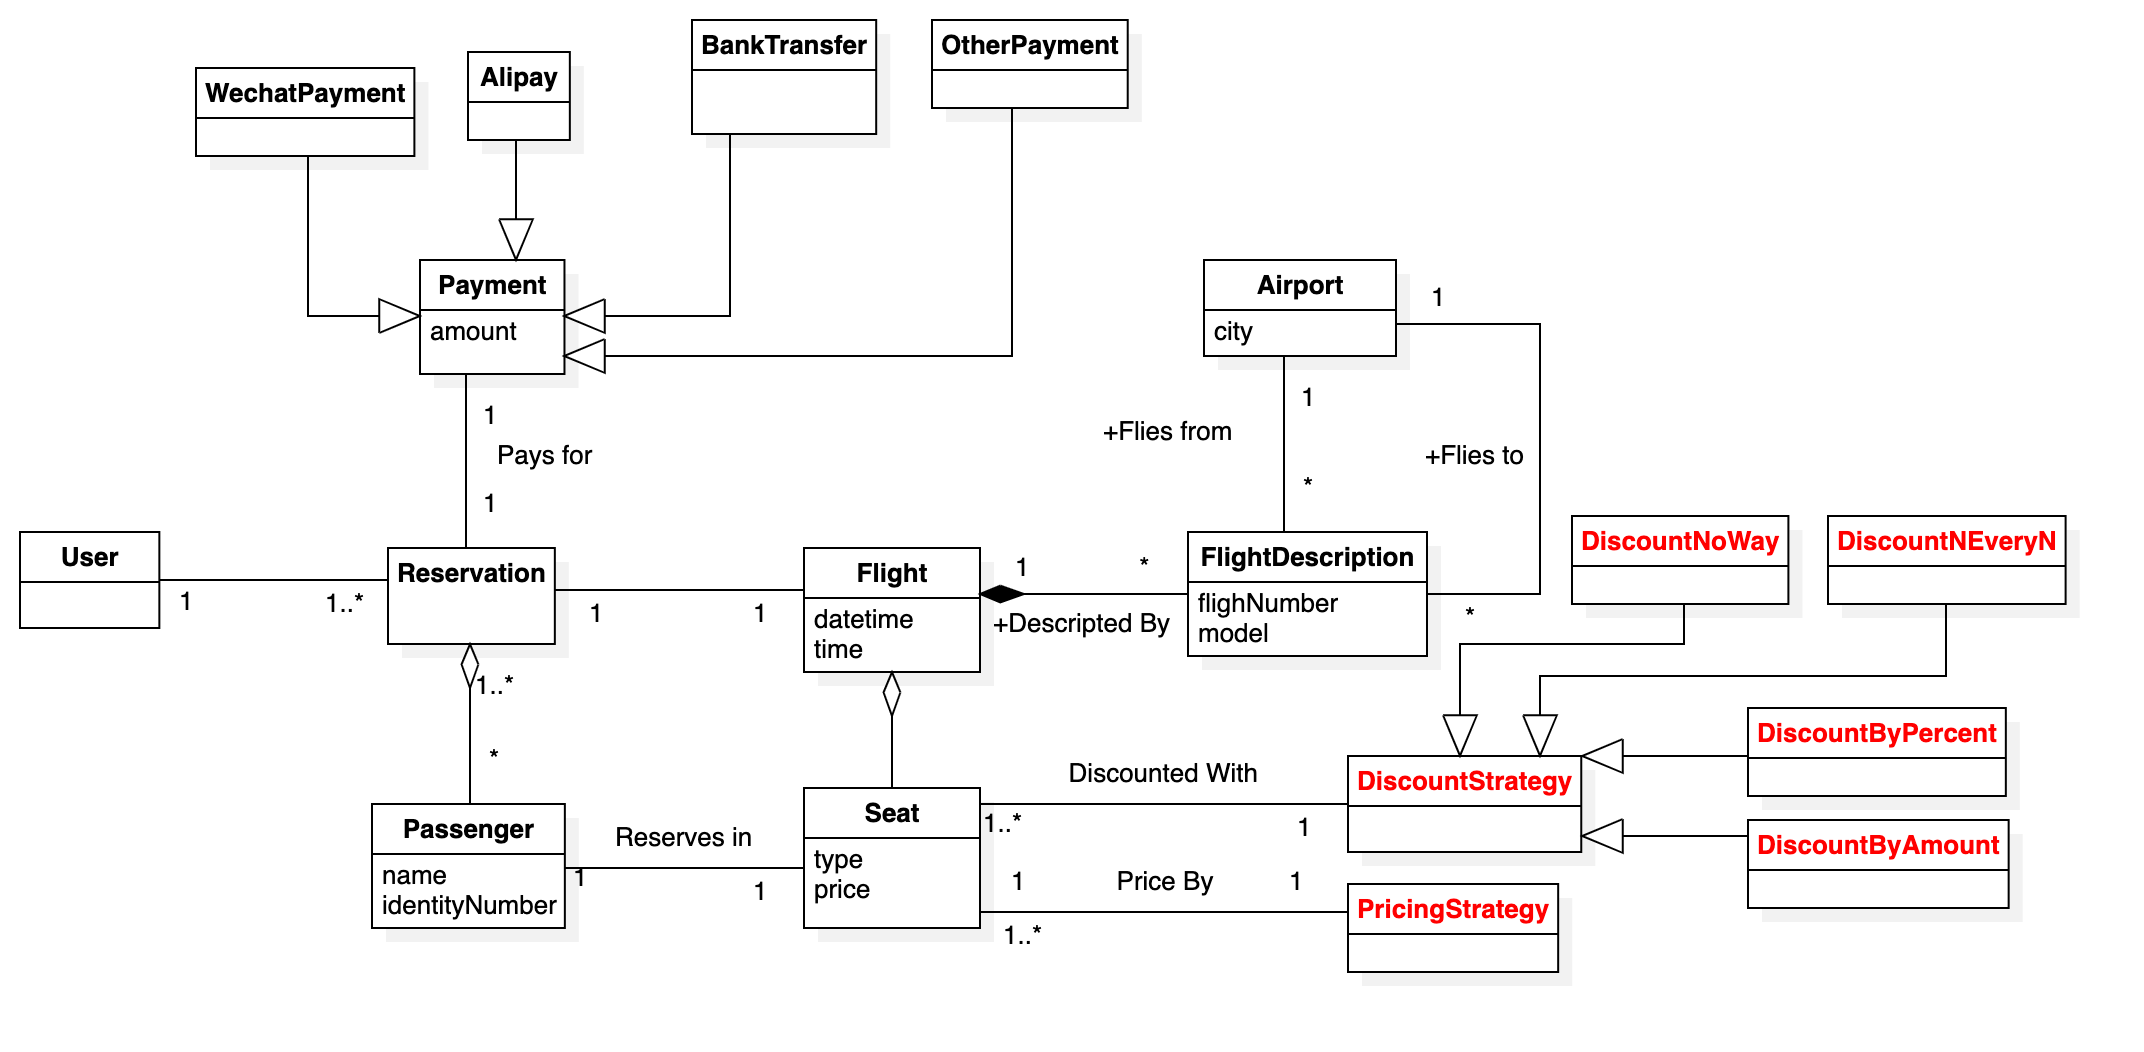 BankTransfer
OtherPayment
Alipay
WechatPayment
Payment
amount
Airport
city
1
1
1
+Flies from
Pays for
+Flies to
*
1
User
Reservation
Flight
datetime
time
1
*
FlightDescription
flighNumber
model
DiscountNoWay
DiscountNEveryN
1
1..*
1
1
+Descripted By
*
1..*
*
DiscountByPercent
Discounted With
DiscountStrategy
Passenger
name
identityNumber
Reserves in
Seat
type
price
1..*
1
DiscountByAmount
1
1
1
Price By
1
PricingStrategy
1..*